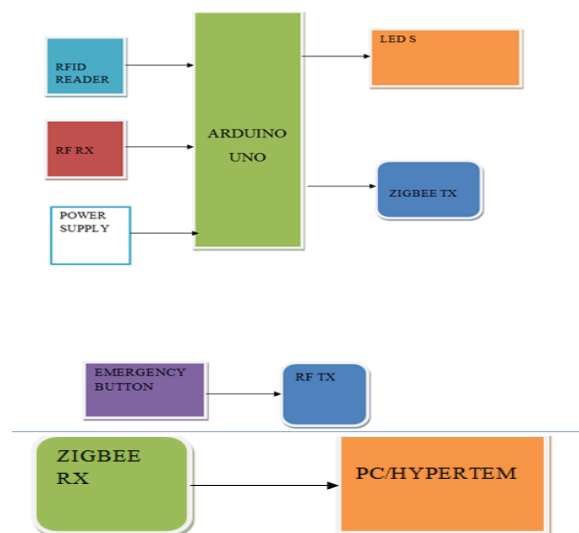 LED S
RFID
READER
ARDUINO
UNO
RF RX
ZIGBEE TX
POWER
SUPPLY
EMERGENCY
BUTTON
RF TX
ZIGBEE
RX
PC/HYPERTEM